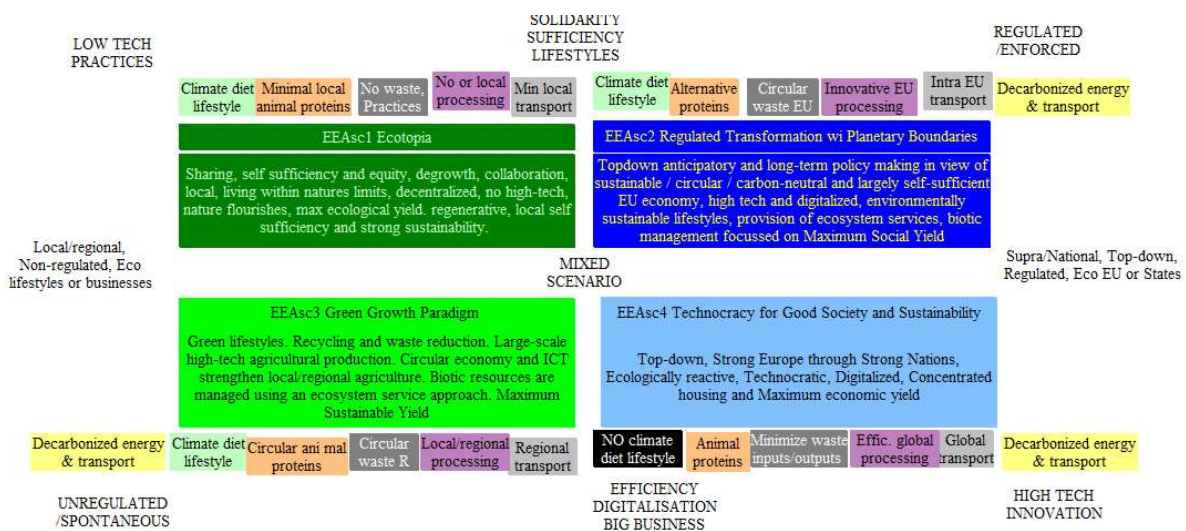 SOLIDARITY
SUFFICIENCY
LIFESTYLES
LOW TECH
PRACTICES
REGULATED
/ENFORCED
Climate diet
lifestyle
Minimal local
animal proteins
No waste,
Practices
No or local
processing
Min local
transport
Climate diet
lifestyle
Alternative
proteins
Circular
waste EU
Innovative EU
processing
Intra EU
transport
Decarbonized energy
& transport
EEAsc1 Ecotopia
Sharing, self sufficiency and equity, degrowth, collaboration,
local, living within natures limits, decentralized, no high-tech,
nature flourishes, max ecological yield. regenerative, local self
sufficiency and strong sustainability.
EEAsc2 Regulated Transformation wi Planetary Boundaries
Topdown anticipatory and long-term policy making in view of
sustainable / circular / carbon-neutral and largely self-sufficient
EU economy, high tech and digitalized, environmentally
sustainable lifestyles, provision of ecosystem services, biotic
management focussed on Maximum Social Yield
Local/regional,
Non-regulated, Eco
lifestyles or businesses
MIXED
SCENARIO
Supra/National, Top-down,
Regulated, Eco EU or States
EEAsc3 Green Growth Paradigm
Green lifestyles. Recycling and waste reduction. Large-scale
high-tech agricultural production. Circular economy and ICT
strengthen local/regional agriculture. Biotic resources are
managed using an ecosystem service approach. Maximum
Sustainable Yield
EEAsc4 Technocracy for Good Society and Sustainability
Top-down, Strong Europe through Strong Nations,
Ecologically reactive, Technocratic, Digitalized, Concentrated
housing and Maximum economic yield
Decarbonized energy
& transport
Climate diet
lifestyle
Circular ani mal
proteins
Circular
waste R
Local/regional
processing
Regional
transport
NO climate
diet lifestyle
Animal
proteins
Minimize waste
inputs/outputs
Effic. global
processing
Global
transport
Decarbonized energy
& transport
UNREGULATED
/SPONTANEOUS
EFFICIENCY
DIGITALISATION
BIG BUSINESS
HIGH TECH
INNOVATION